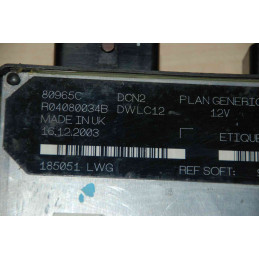 80965C DCN2 PLAN GENERIC
R04080034B DWLC12 12V
MADE IN UK
16.12.2003 ETIQUE
185051 LWG REF SOFT: